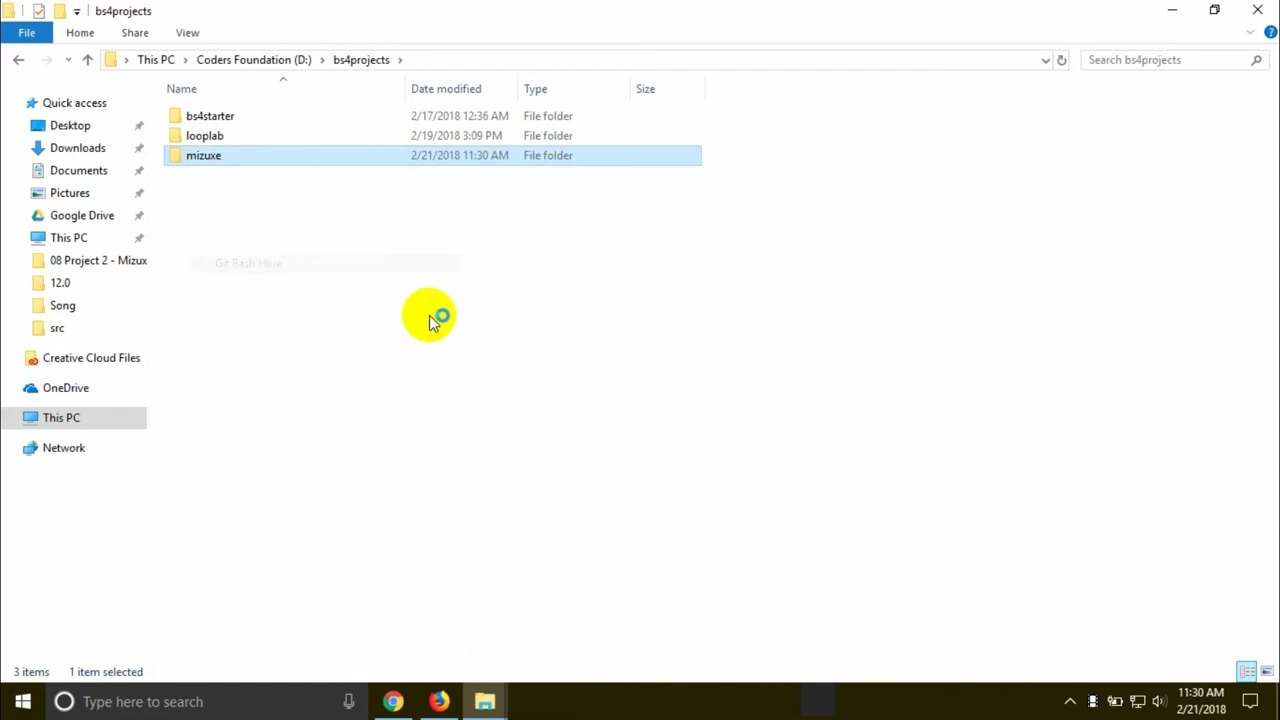 bs4projects
File Home Share View
This PC Coders Foundation (D:) bs4projects Search bs4projects
Name Date modified Type Size
Quick access
Desktop
Downloads
Documents
Pictures
Google Drive
This PC
08 Project 2 - Mizux
12.0
Song
src
Creative Cloud Files
OneDrive
This PC
Network
bs4starter 2/17/2018 12:36 AM File folder
looplab 2/19/2018 3:09 PM File folder
mizuxe 2/21/2018 11:30 AM File folder
Git Bash Here
3 items 1 item selected
Type here to search
11:30 AM
2/21/2018